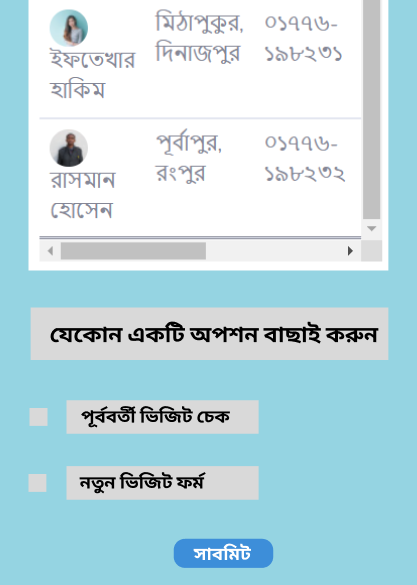 মিঠাপুকুর, ০১৭৭৬-
ইফতেখার দিনাজপুর ১৯৮২৩১
হাকিম
পূর্বাপুর, ০১৭৭৬-
রাসমান রংপুর ১৯৮২৩২
হোসেন
যেকোন একটি অপশন বাছাই করুন
পূর্ববর্তী ভিজিট চেক
নতুন ভিজিট ফর্ম
সাবমিট